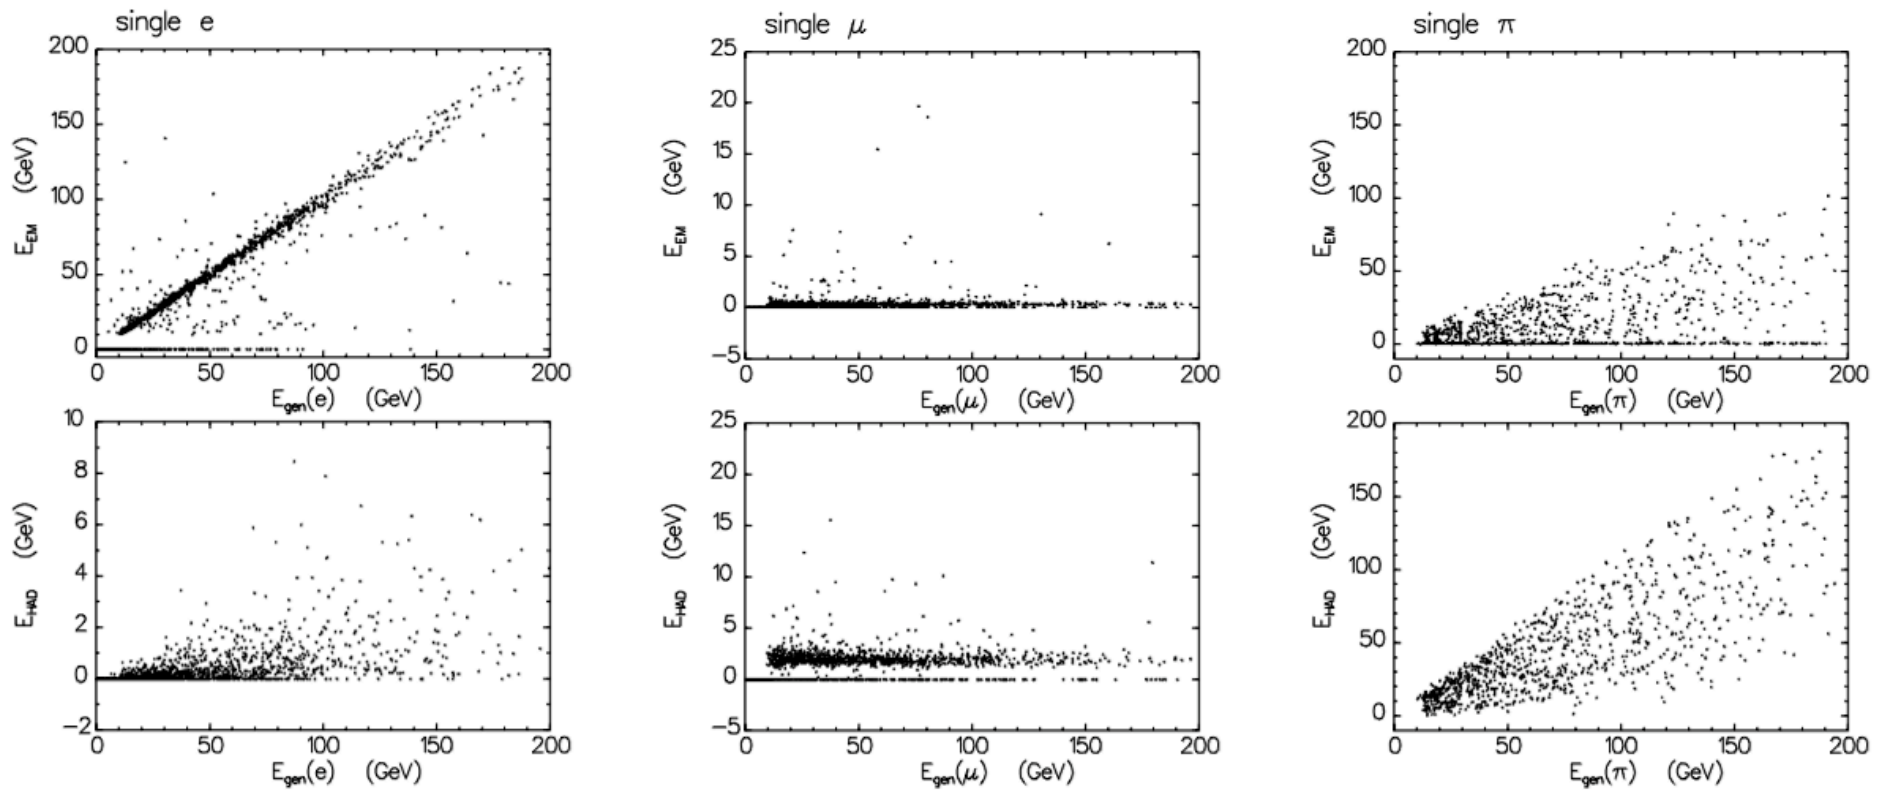 single e
200
150
100
50
0
E_EM (GeV)
0 50 100 150 200
E_gen(e) (GeV)
10
8
6
4
2
0
−2
E_HAD (GeV)
0 50 100 150 200
E_gen(e) (GeV)
single μ
25
20
15
10
5
0
−5
E_EM (GeV)
0 50 100 150 200
E_gen(μ) (GeV)
25
20
15
10
5
0
−5
E_HAD (GeV)
0 50 100 150 200
E_gen(μ) (GeV)
single π
200
150
100
50
0
E_EM (GeV)
0 50 100 150 200
E_gen(π) (GeV)
200
150
100
50
0
E_HAD (GeV)
0 50 100 150 200
E_gen(π) (GeV)